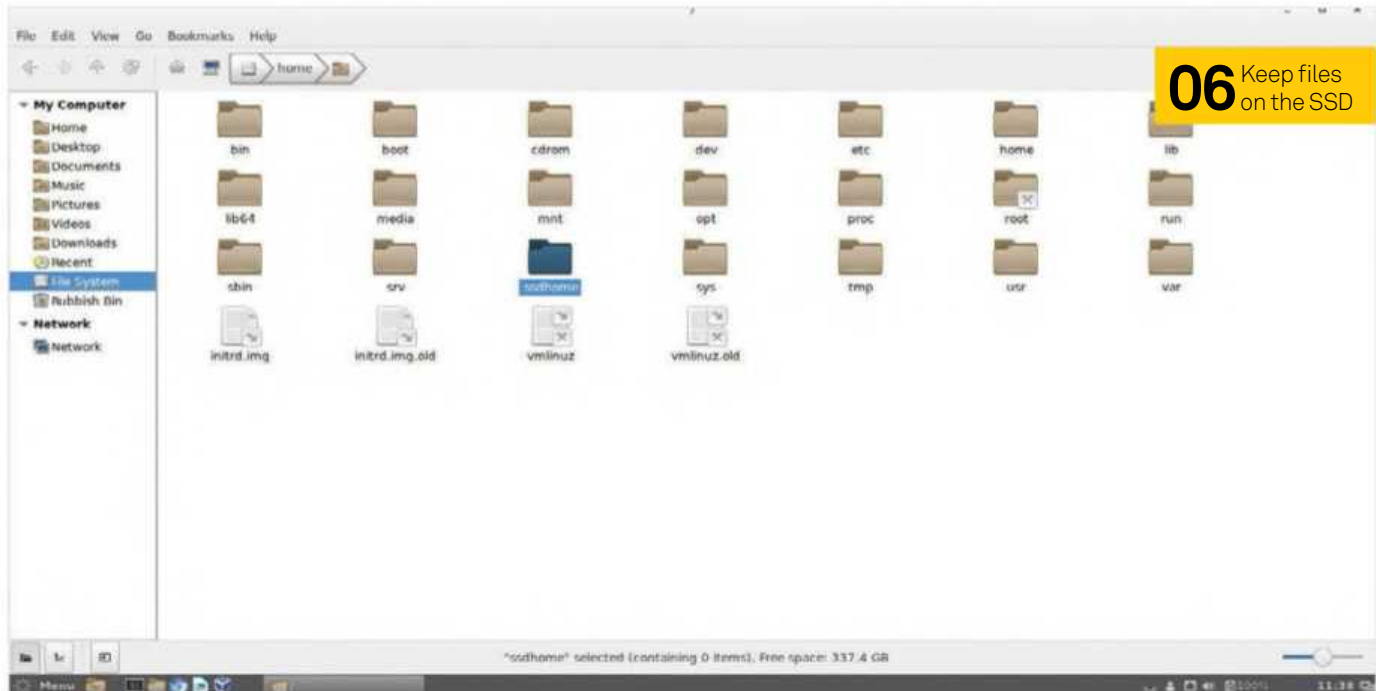 /
File Edit View Go Bookmarks Help
home
06 Keep files
on the SSD
My Computer
Home
Desktop
Documents
Music
Pictures
Videos
Downloads
Recent
File System
Rubbish Bin
Network
Network
bin boot cdrom dev etc home lib
lib64 media mnt opt proc root run
sbin srv ssdhome sys tmp usr var
initrd.img initrd.img.old vmlinuz vmlinuz.old
"ssdhome" selected (containing 0 items), Free space: 337.4 GB
Menu / 100% 11:38